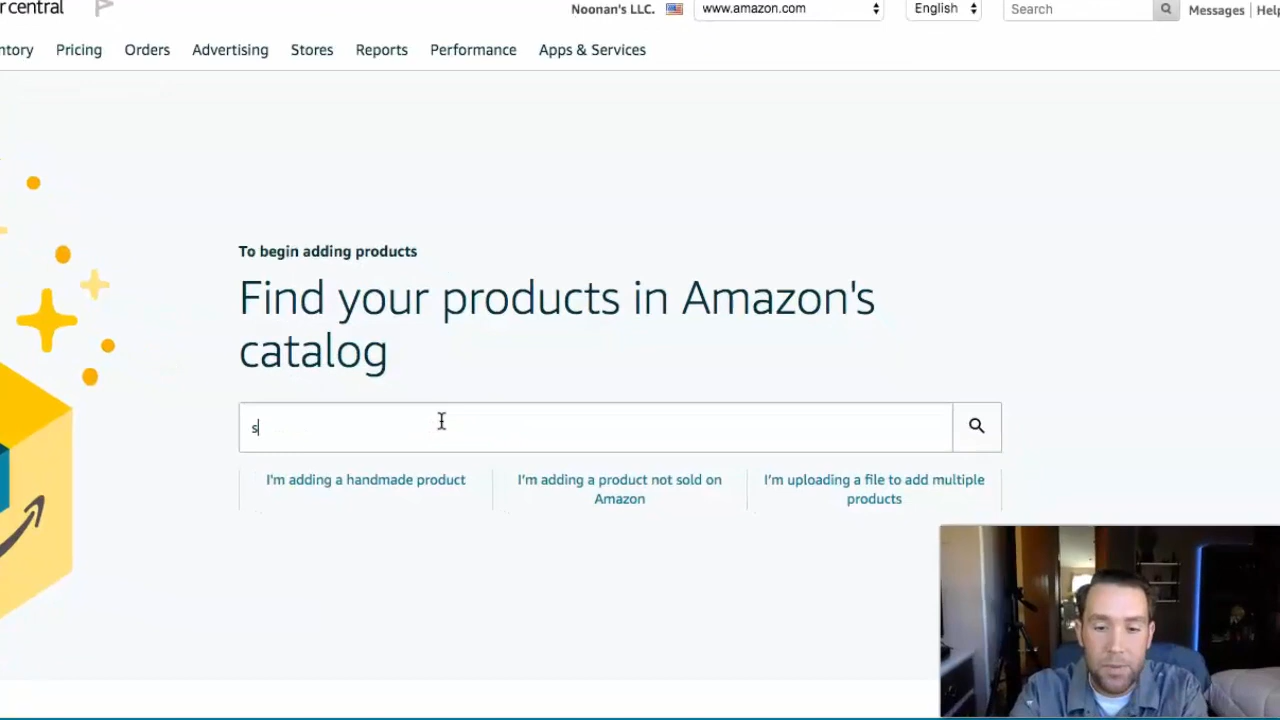 r central
Noonan's LLC.
www.amazon.com
English
Search
Messages | Help
ntory Pricing Orders Advertising Stores Reports Performance Apps & Services
To begin adding products
Find your products in Amazon's
catalog
s
I'm adding a handmade product
I'm adding a product not sold on
Amazon
I'm uploading a file to add multiple
products